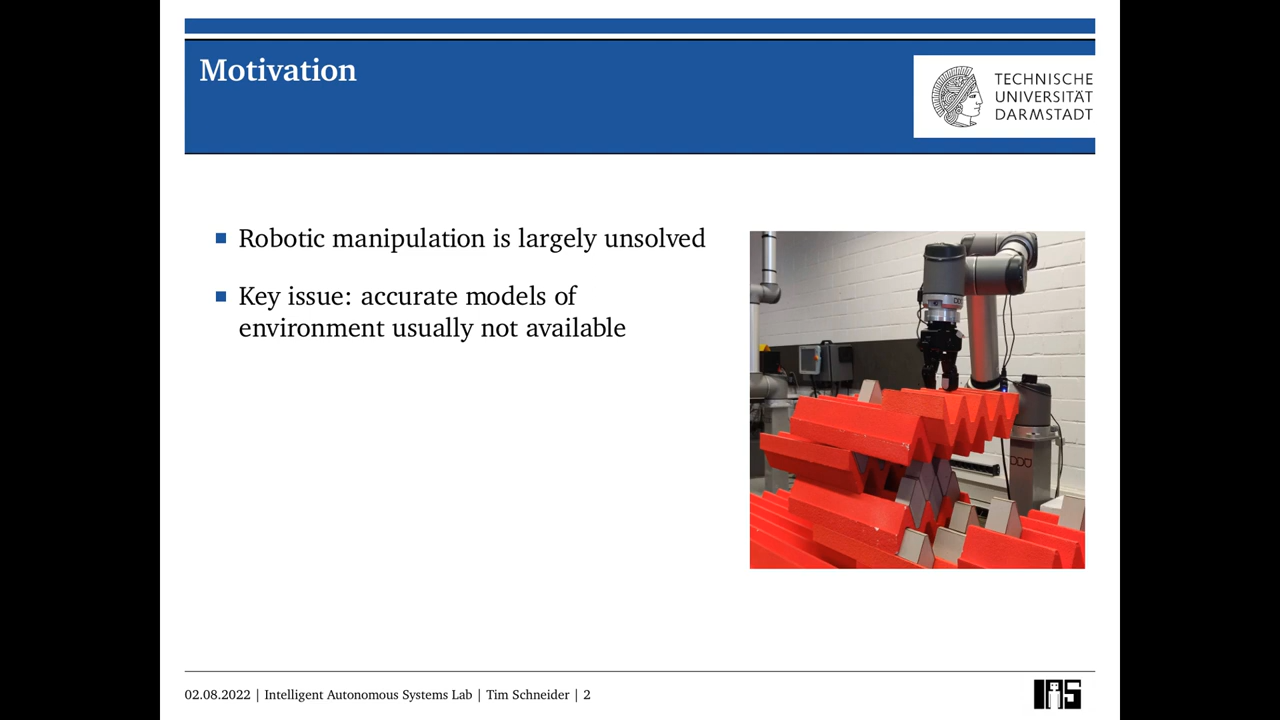 Motivation
TECHNISCHE
UNIVERSITÄT
DARMSTADT
Robotic manipulation is largely unsolved
Key issue: accurate models of
environment usually not available
02.08.2022 | Intelligent Autonomous Systems Lab | Tim Schneider | 2
IAS